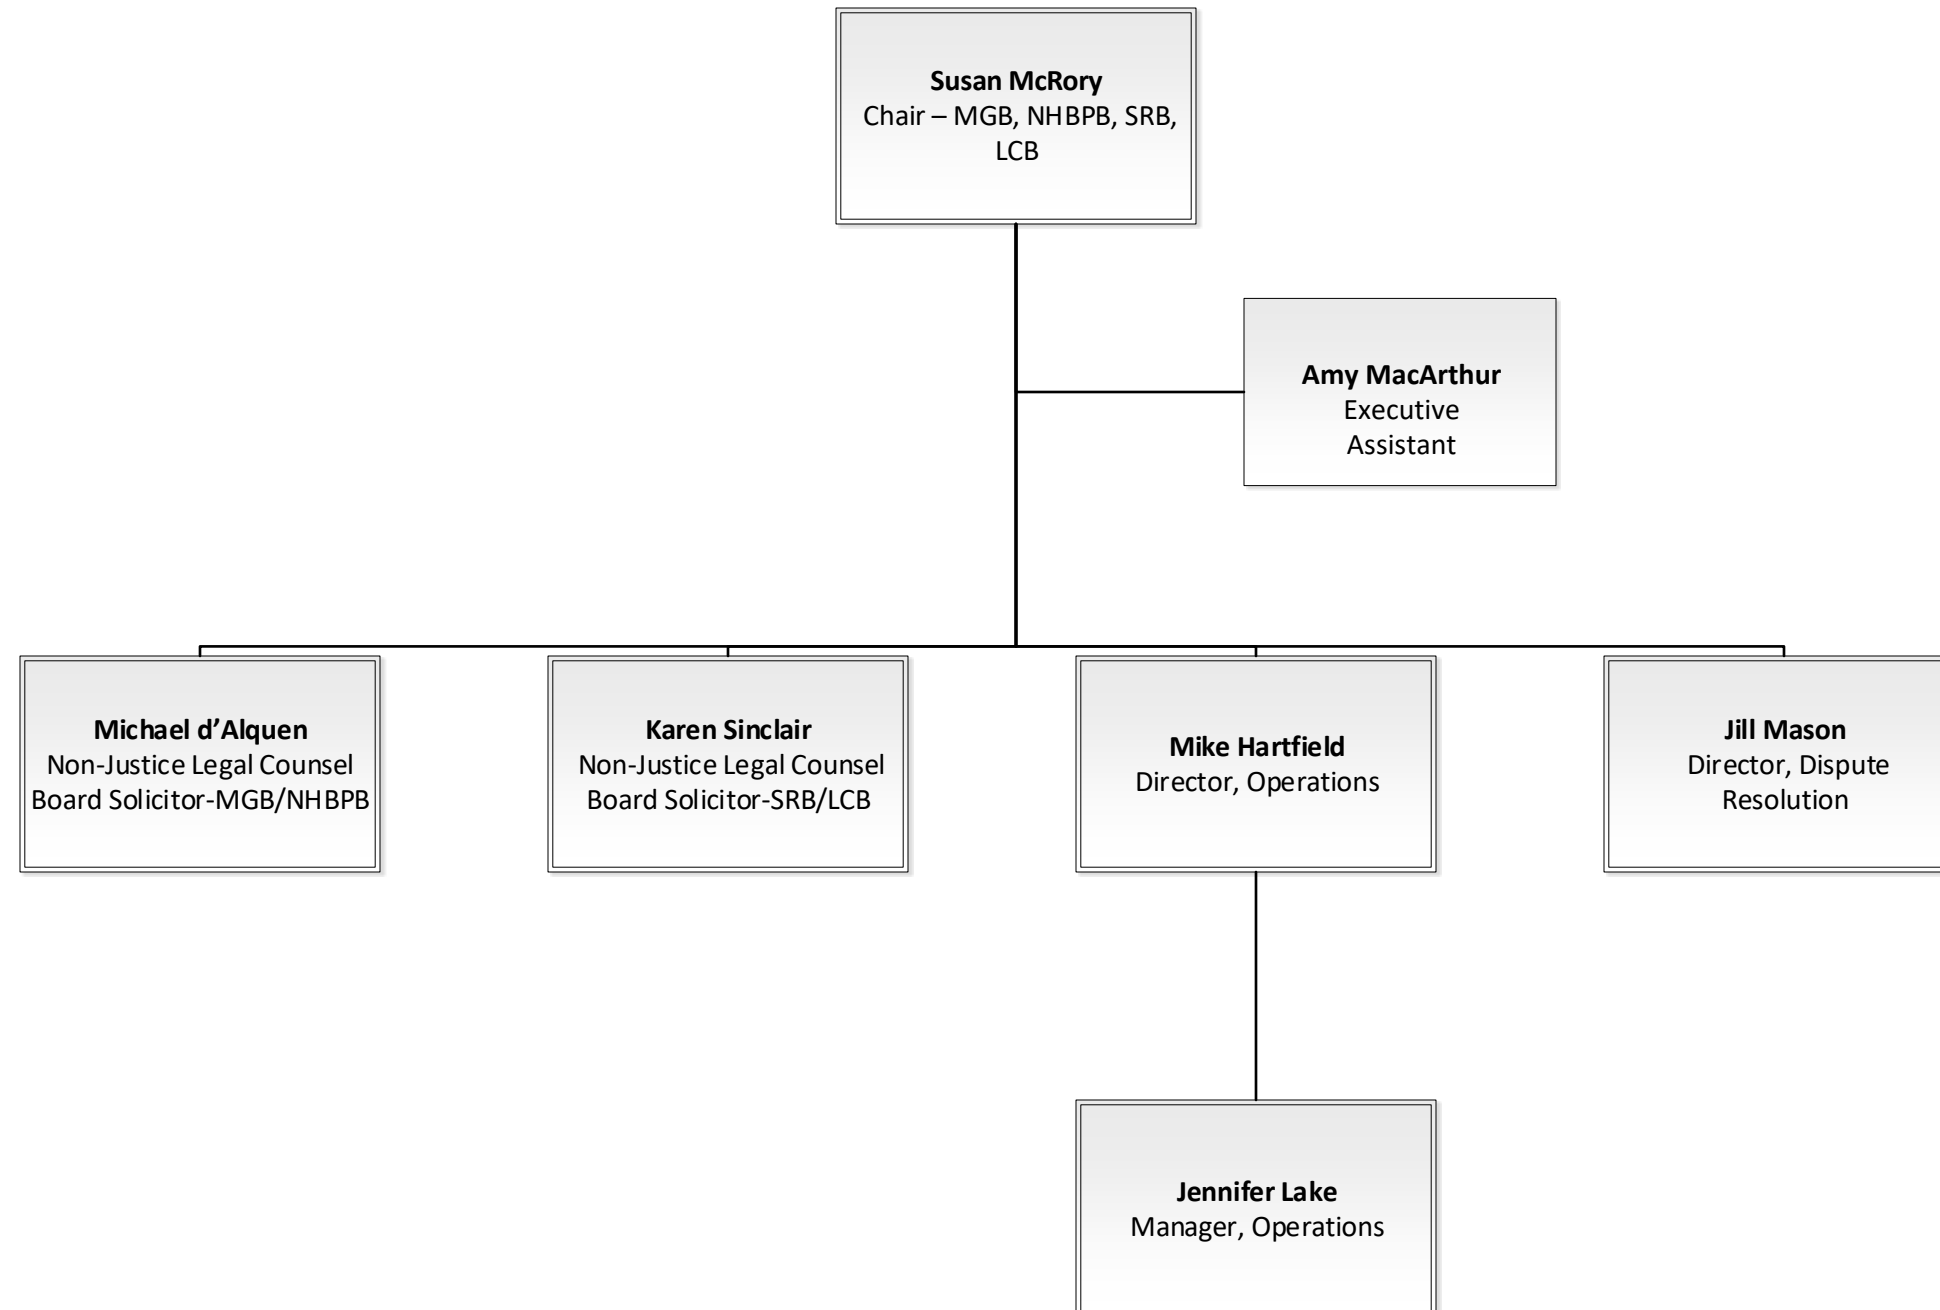 Susan McRory
Chair – MGB, NHBPB, SRB,
LCB
Amy MacArthur
Executive
Assistant
Michael d’Alquen
Non-Justice Legal Counsel
Board Solicitor-MGB/NHBPB
Karen Sinclair
Non-Justice Legal Counsel
Board Solicitor-SRB/LCB
Mike Hartfield
Director, Operations
Jill Mason
Director, Dispute
Resolution
Jennifer Lake
Manager, Operations